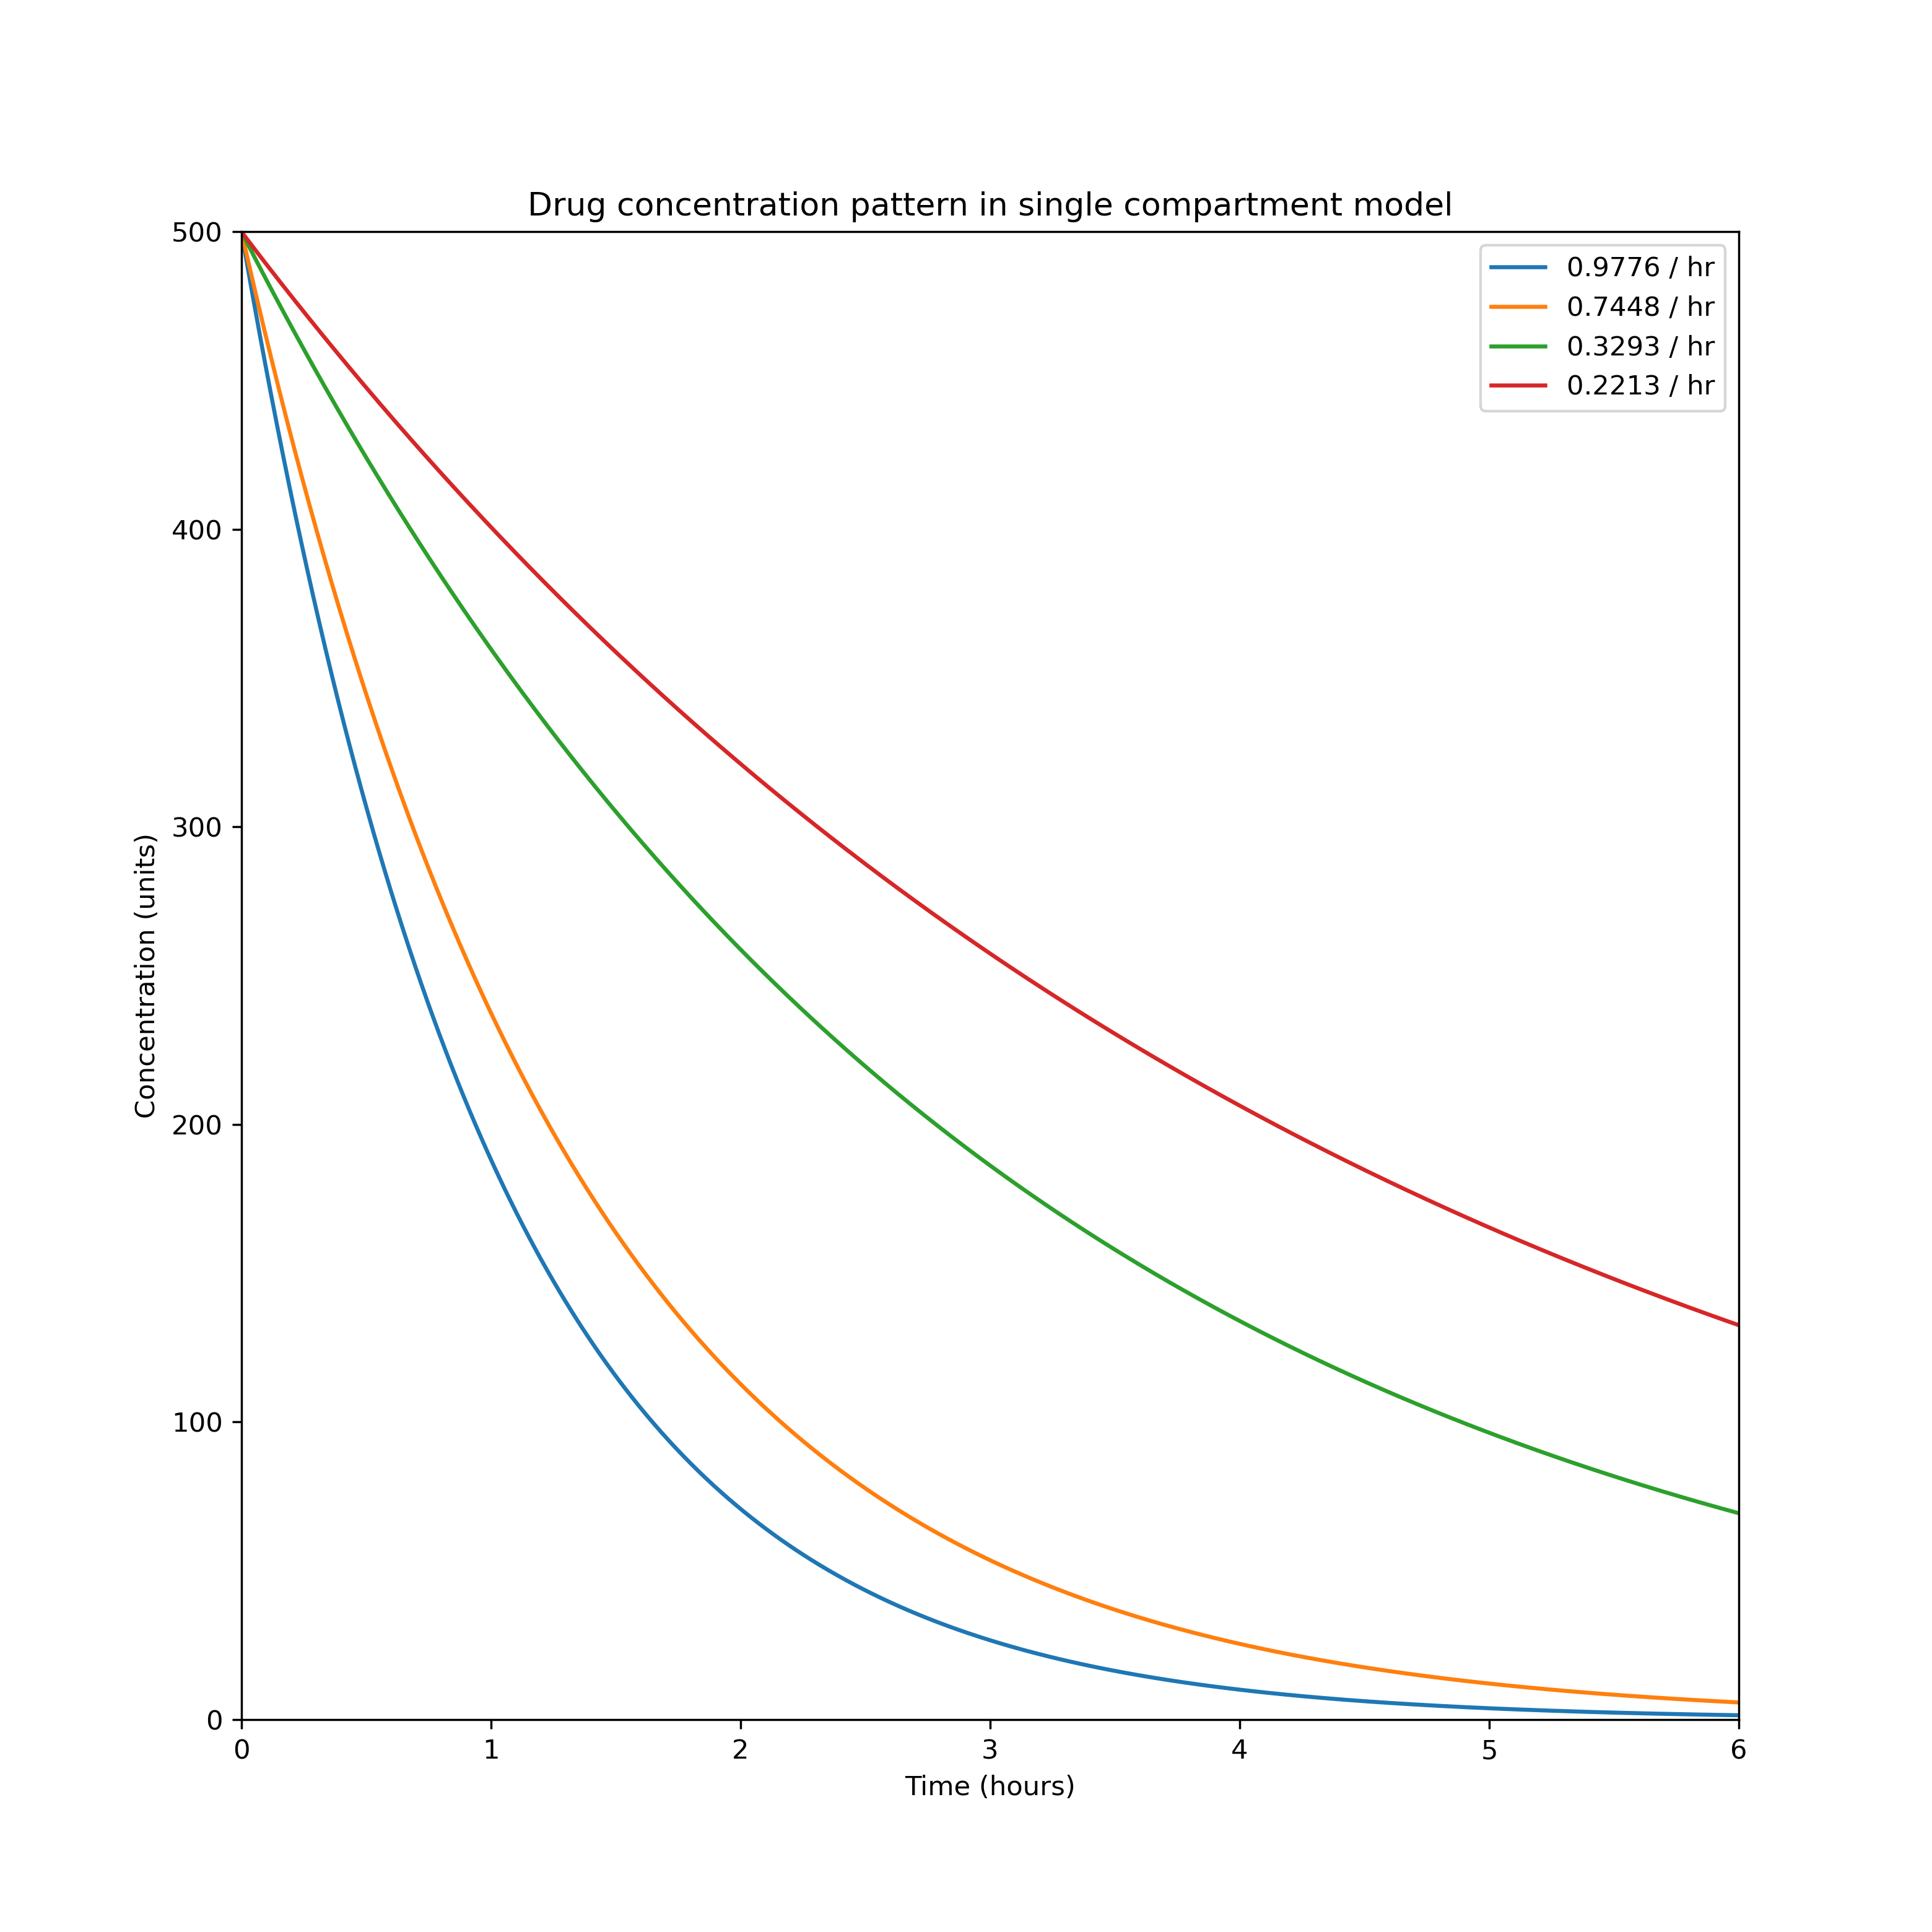 Drug concentration pattern in single compartment model
500
400
300
200
100
0
Concentration (units)
0.9776 / hr
0.7448 / hr
0.3293 / hr
0.2213 / hr
0 1 2 3 4 5 6
Time (hours)